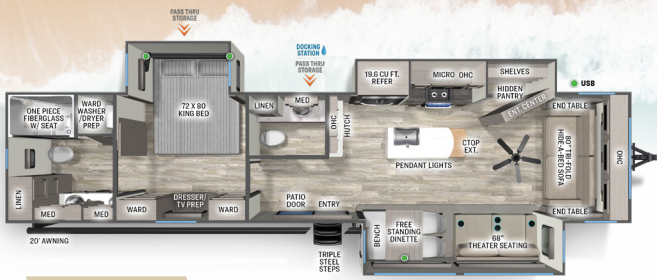 PASS THRU
STORAGE
DOCKING
STATION
PASS THRU
STORAGE
19.6 CU FT.
REFER
MICRO OHC
SHELVES
HIDDEN
PANTRY
USB
ENT. CENTER
END TABLE
ONE PIECE
FIBERGLASS
W/ SEAT
WARD
WASHER
/DRYER
PREP
72 X 80
KING BED
LINEN
MED
OHC
HUTCH
CTOP
EXT.
PENDANT LIGHTS
80" TRI-FOLD
HIDE-A-BED SOFA
OHC
LINEN
MED
MED
WARD
DRESSER/
TV PREP
WARD
PATIO
DOOR
ENTRY
BENCH
FREE
STANDING
DINETTE
68"
THEATER SEATING
END TABLE
20' AWNING
TRIPLE
STEEL
STEPS